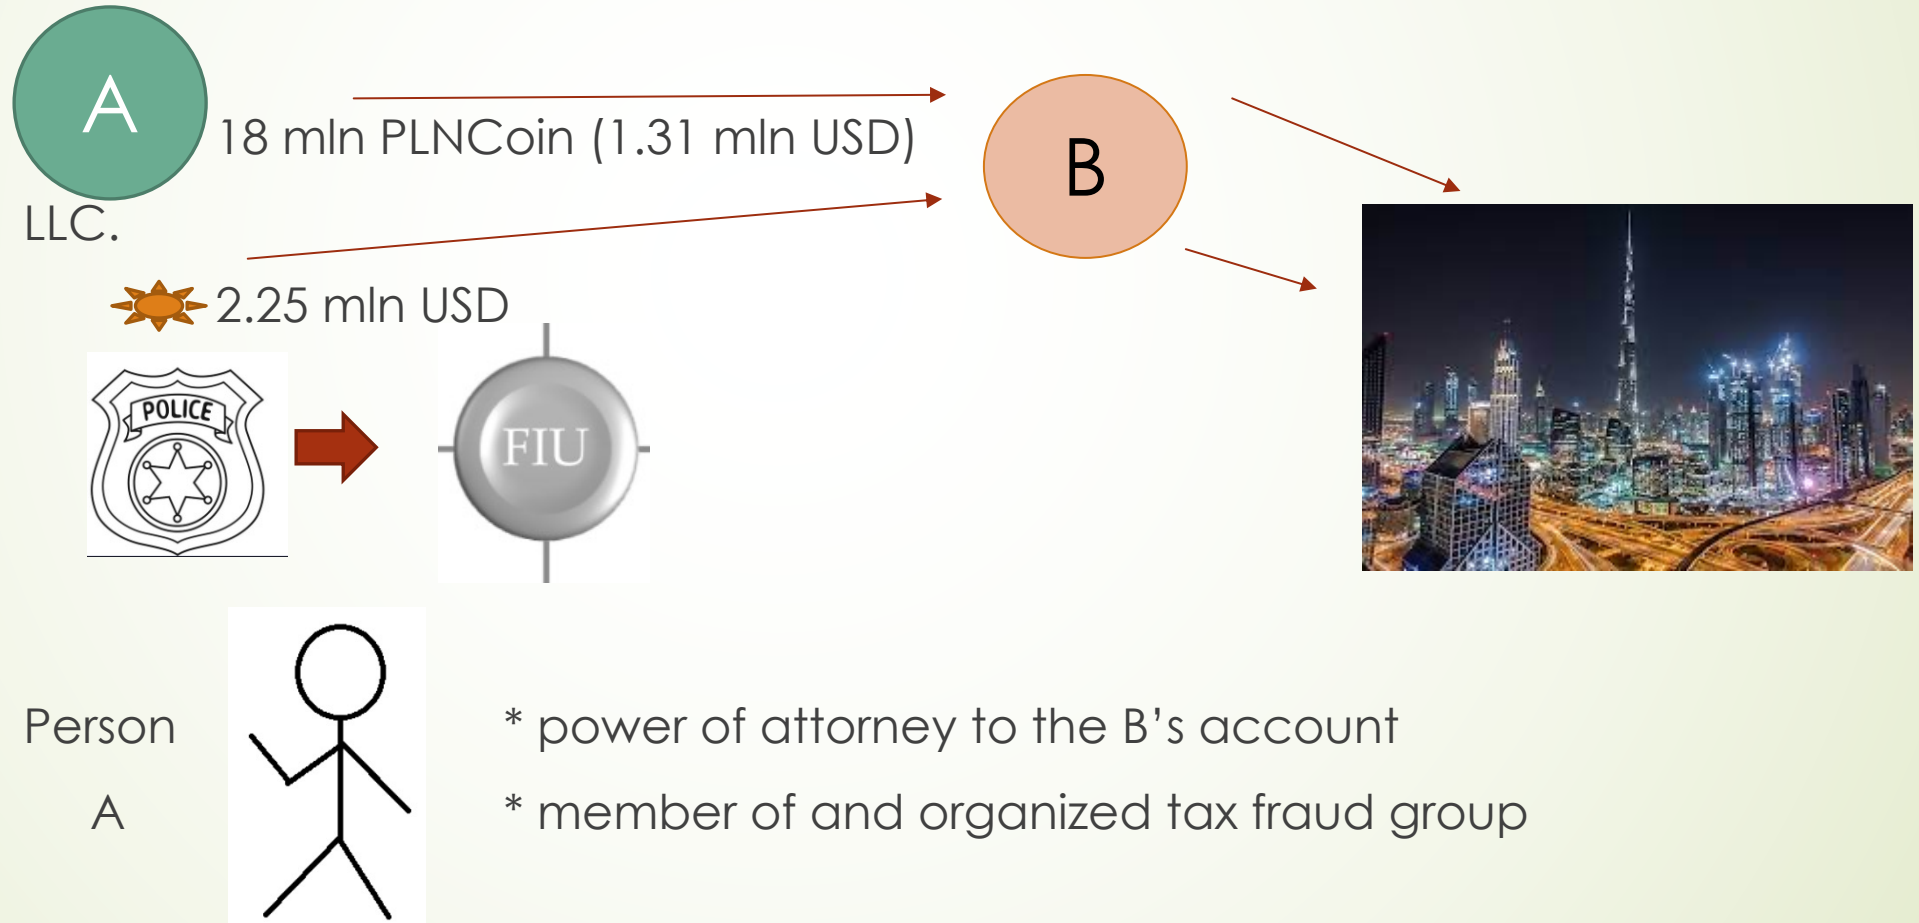 A
18 mln PLNCoin (1.31 mln USD)
B
LLC.
2.25 mln USD
POLICE
FIU
Person
A
* power of attorney to the B’s account
* member of and organized tax fraud group